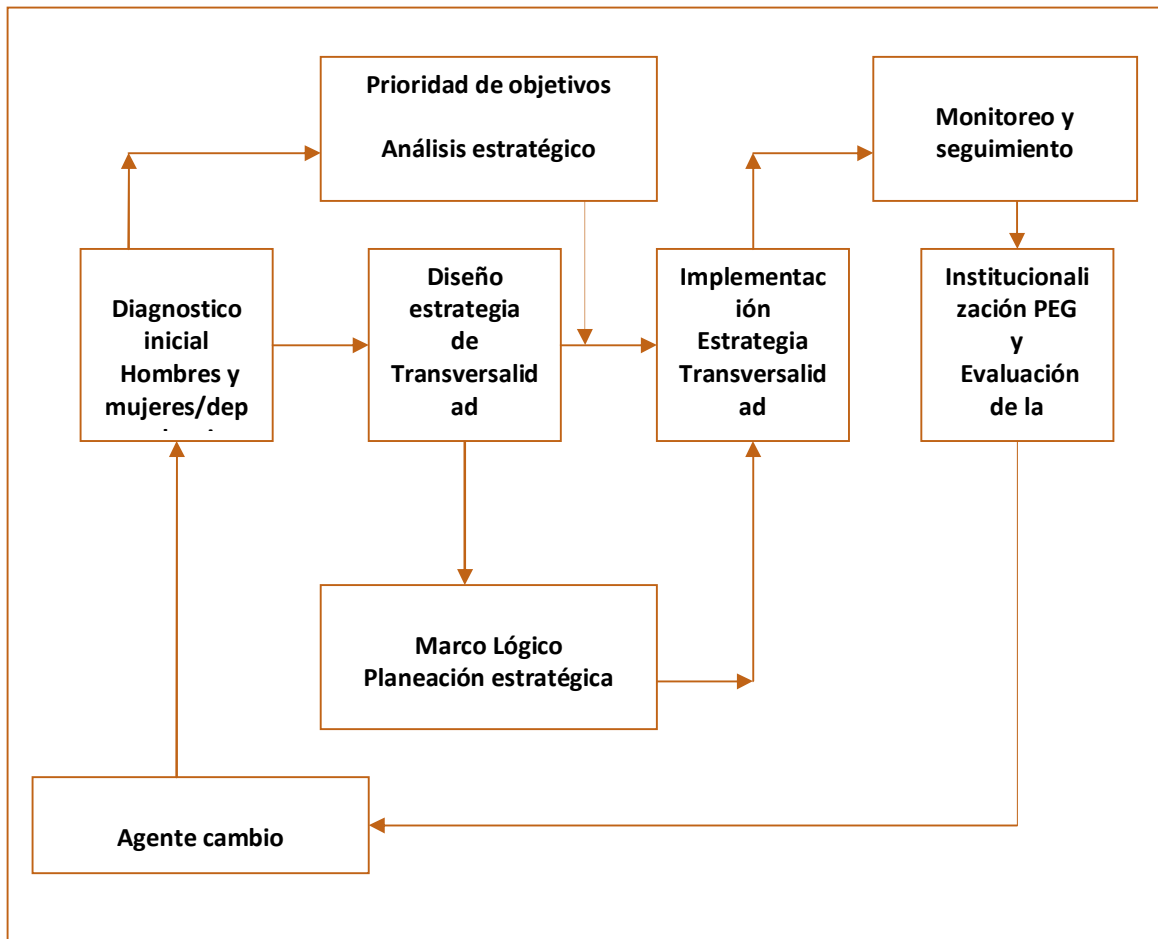 Prioridad de objetivos
Análisis estratégico
Monitoreo y
seguimiento
Diagnostico
inicial
Hombres y
mujeres/dep
Diseño
estrategia
de
Transversalid
ad
Implementac
ión
Estrategia
Transversalid
ad
Institucionali
zación PEG
y
Evaluación
de la
Marco Lógico
Planeación estratégica
Agente cambio